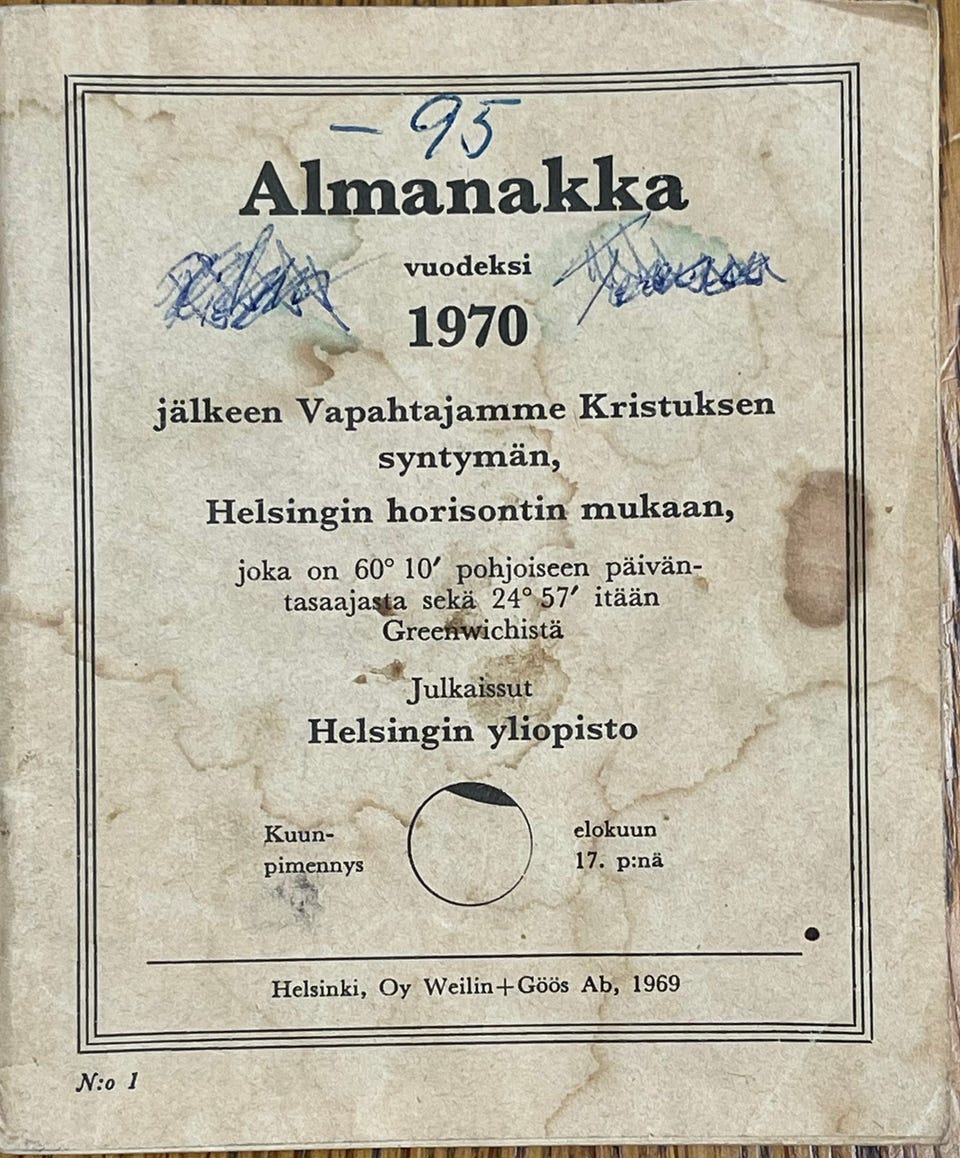 - 95
Almanakka
vuodeksi
1970
jälkeen Vapahtajamme Kristuksen
syntymän,
Helsingin horisontin mukaan,
joka on 60° 10′ pohjoiseen päivän-
tasaajasta sekä 24° 57′ itään
Greenwichistä
Julkaissut
Helsingin yliopisto
Kuun-
pimennys
elokuun
17. p:nä
Helsinki, Oy Weilin+Göös Ab, 1969
N:o 1